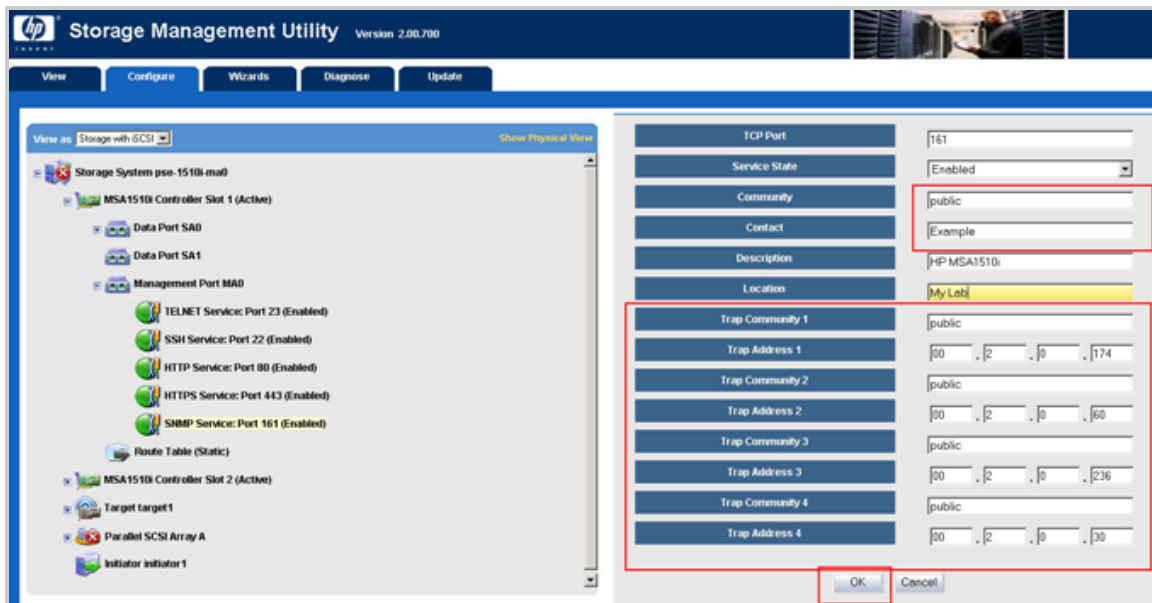 hp
invent
Storage Management Utility Version 2.00.700
View Configure Wizards Diagnose Update
View as Storage with iSCSI Show Physical View
Storage System pse-1510i-ma0
MSA1510i Controller Slot 1 (Active)
Data Port SA0
Data Port SA1
Management Port MA0
TELNET Service: Port 23 (Enabled)
SSH Service: Port 22 (Enabled)
HTTP Service: Port 80 (Enabled)
HTTPS Service: Port 443 (Enabled)
SNMP Service: Port 161 (Enabled)
Route Table (Static)
MSA1510i Controller Slot 2 (Active)
Target target1
Parallel SCSI Array A
Initiator initiator1
TCP Port 161
Service State Enabled
Community public
Contact Example
Description HP MSA1510i
Location My Lab
Trap Community 1 public
Trap Address 1 00 . 2 . 0 . 174
Trap Community 2 public
Trap Address 2 00 . 2 . 0 . 60
Trap Community 3 public
Trap Address 3 00 . 2 . 0 . 236
Trap Community 4 public
Trap Address 4 00 . 2 . 0 . 30
OK Cancel